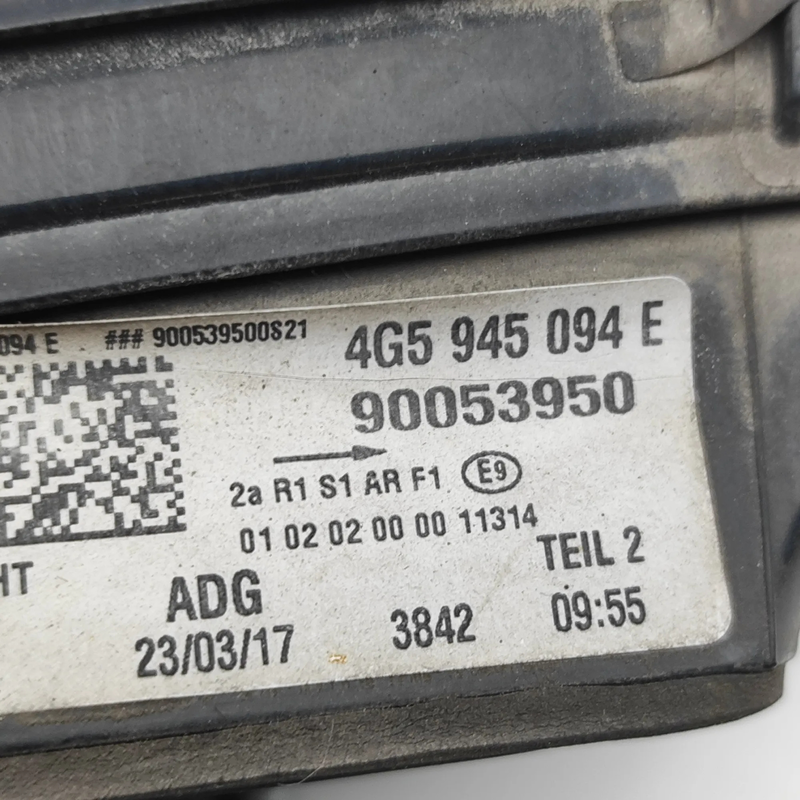 094 E ### 900539500821
4G5 945 094 E
90053950
2a R1 S1 AR F1 E9
01 02 02 00 00 11314
TEIL 2
HT
ADG
23/03/17 3842 09:55